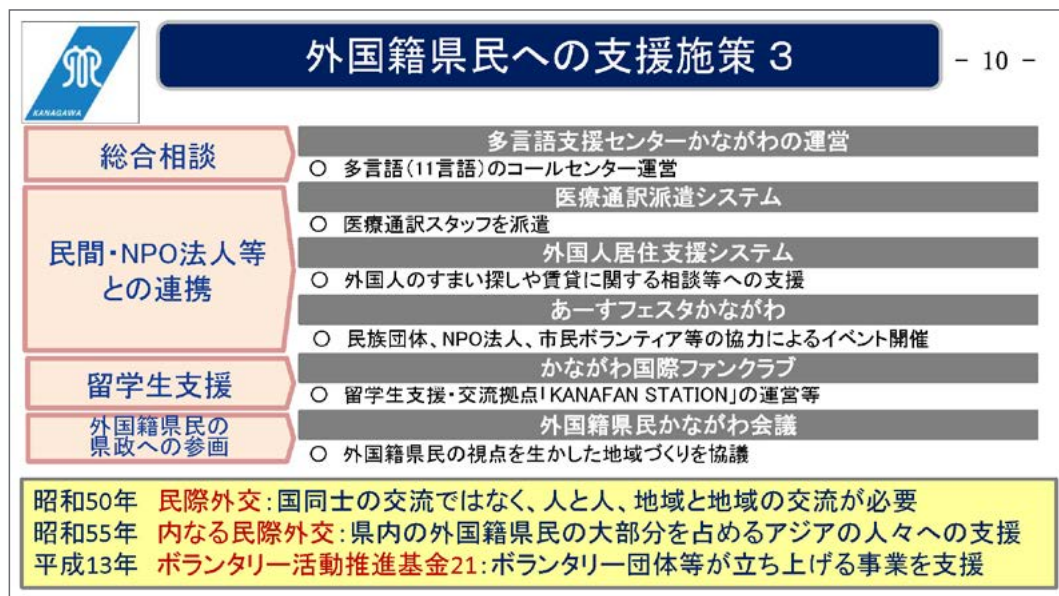 KANAGAWA
外国籍県民への支援施策 3
- 10 -
総合相談
多言語支援センターかながわの運営
○ 多言語(11言語)のコールセンター運営
民間・NPO法人等
との連携
医療通訳派遣システム
○ 医療通訳スタッフを派遣
外国人居住支援システム
○ 外国人のすまい探しや賃貸に関する相談等への支援
あーすフェスタかながわ
○ 民族団体、NPO法人、市民ボランティア等の協力によるイベント開催
留学生支援
かながわ国際ファンクラブ
○ 留学生支援・交流拠点「KANAFAN STATION」の運営等
外国籍県民の
県政への参画
外国籍県民かながわ会議
○ 外国籍県民の視点を生かした地域づくりを協議
昭和50年 民際外交:国同士の交流ではなく、人と人、地域と地域の交流が必要
昭和55年 内なる民際外交:県内の外国籍県民の大部分を占めるアジアの人々への支援
平成13年 ボランタリー活動推進基金21:ボランタリー団体等が立ち上げる事業を支援